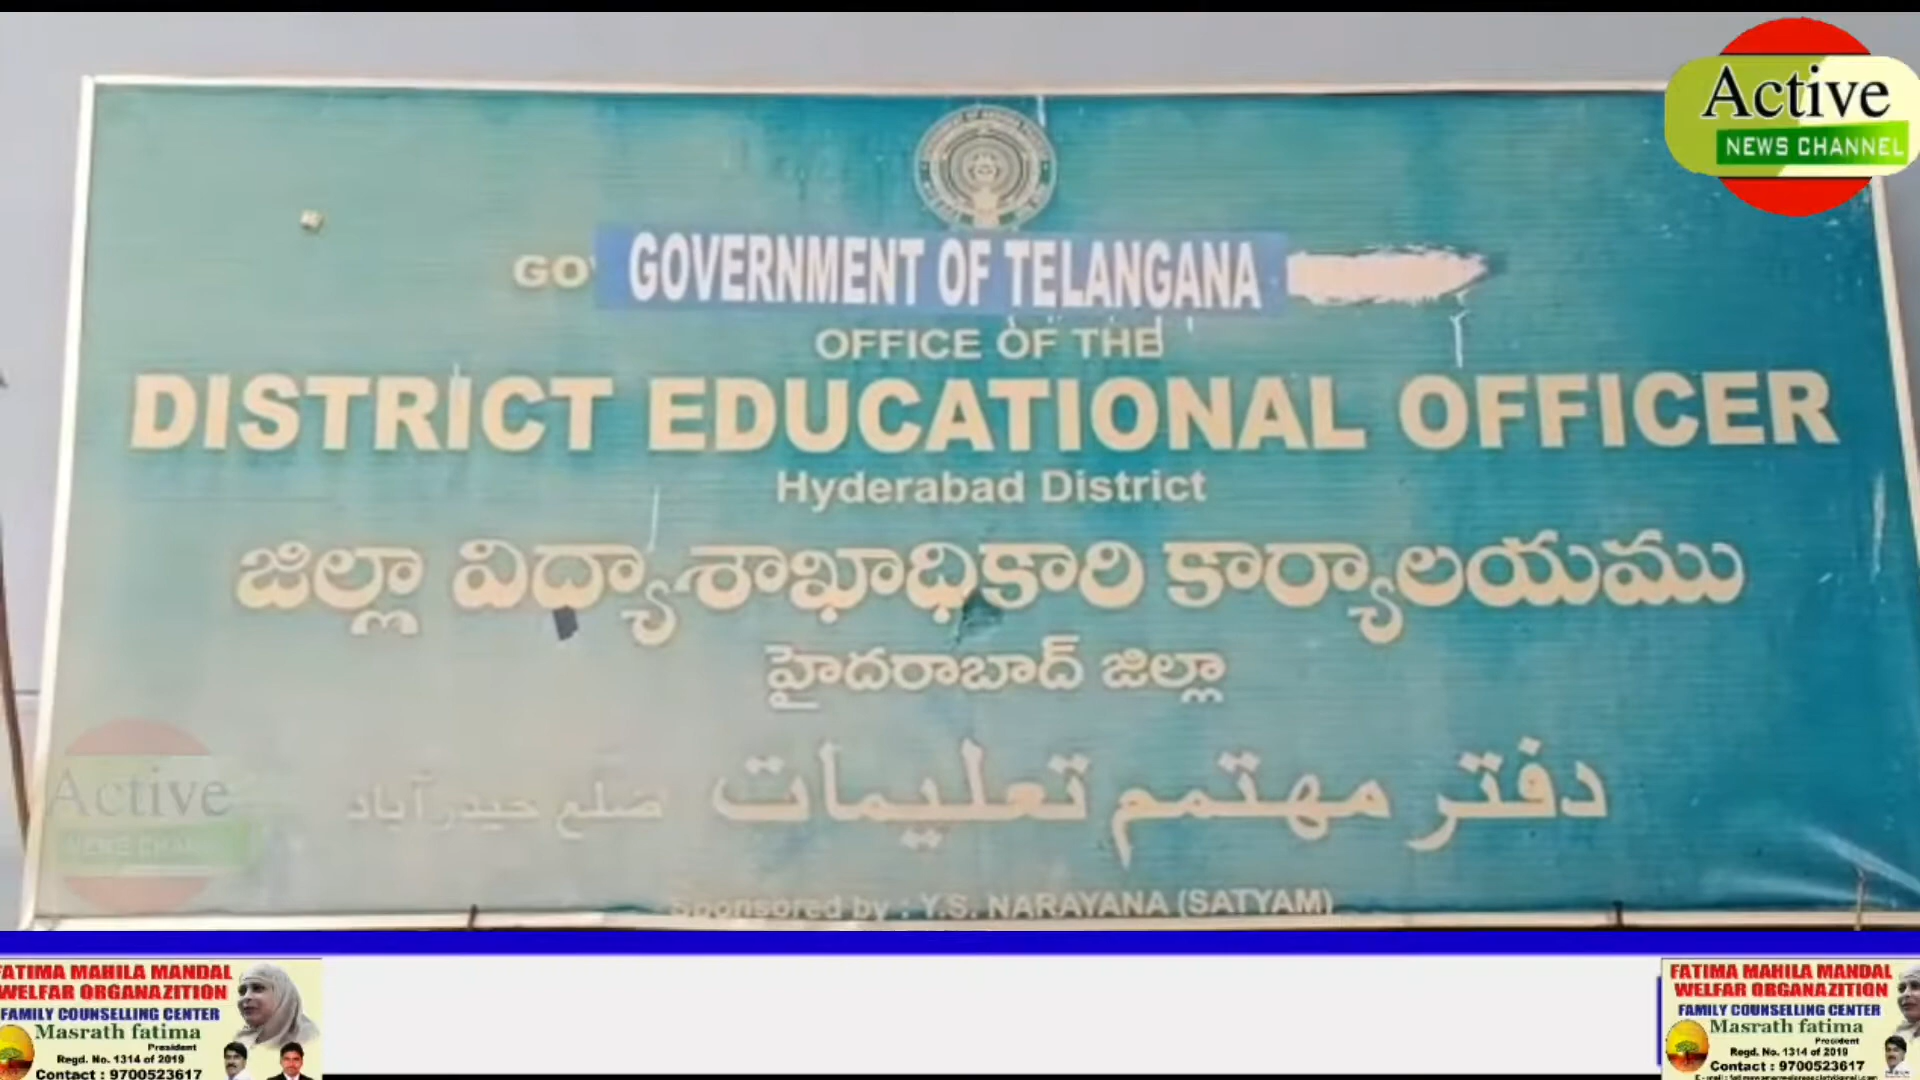 Active
NEWS CHANNEL
GO
GOVERNMENT OF TELANGANA
OFFICE OF THE
DISTRICT EDUCATIONAL OFFICER
Hyderabad District
జిల్లా విద్యాశాఖాధికారి కార్యాలయము
హైదరాబాద్ జిల్లా
دفتر مہتمم تعلیمات ضلع حیدرآباد
Active
Sponsored by : Y.S. NARAYANA (SATYAM)
FATIMA MAHILA MANDAL
WELFAR ORGANAZITION
FAMILY COUNSELLING CENTER
Masrath fatima
President
Regd. No. 1314 of 2019
Contact : 9700523617
FATIMA MAHILA MANDAL
WELFAR ORGANAZITION
FAMILY COUNSELLING CENTER
Masrath fatima
President
Regd. No. 1314 of 2019
Contact : 9700523617